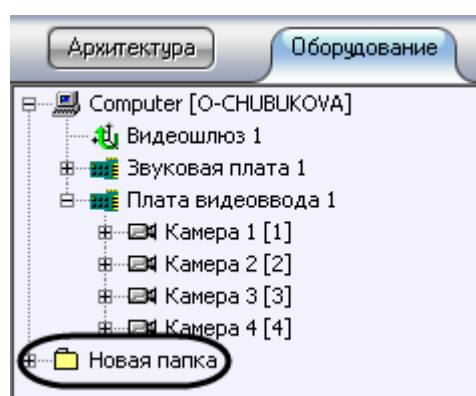 Архитектура Оборудование
Computer [O-CHUBUKOVA]
Видеошлюз 1
Звуковая плата 1
Плата видеоввода 1
Камера 1 [1]
Камера 2 [2]
Камера 3 [3]
Камера 4 [4]
Новая папка